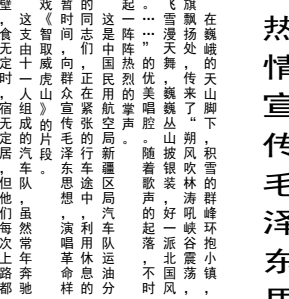 热情宣传毛泽东思
在巍峨的天山脚下，积雪的群峰环抱小镇，
旗飘扬处，传来了“朔风吹，林涛吼，峡谷震荡，
飞雪漫天舞，巍巍丛山披银装，好一派北国风
。……”优美唱腔。随着歌声的起落，不时
起一阵阵热烈的掌声。
这是中国民用航空局新疆区局汽车队运油分
的同志们正在紧张的行车途中，利用休息的
暂时间，向群众宣传毛泽东思想，演唱革命样
戏《智取威虎山》的片段。
，这支由十一人组成的汽车队，虽然常年奔驰
食无定时，宿无定居，但他们每次上路都